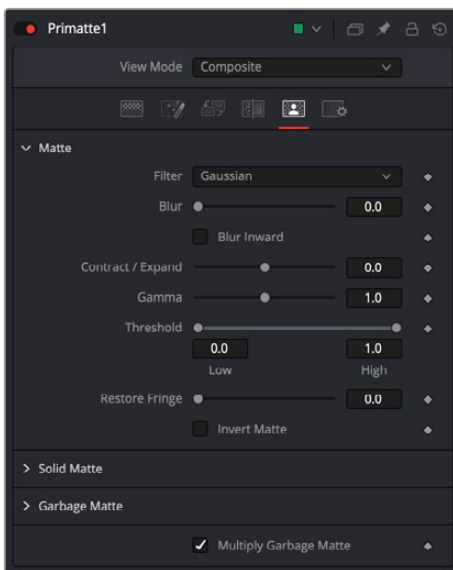 Primatte1
View Mode Composite
Matte
Filter Gaussian
Blur 0.0
Blur Inward
Contract / Expand 0.0
Gamma 1.0
Threshold
0.0 1.0
Low High
Restore Fringe 0.0
Invert Matte
Solid Matte
Garbage Matte
Multiply Garbage Matte